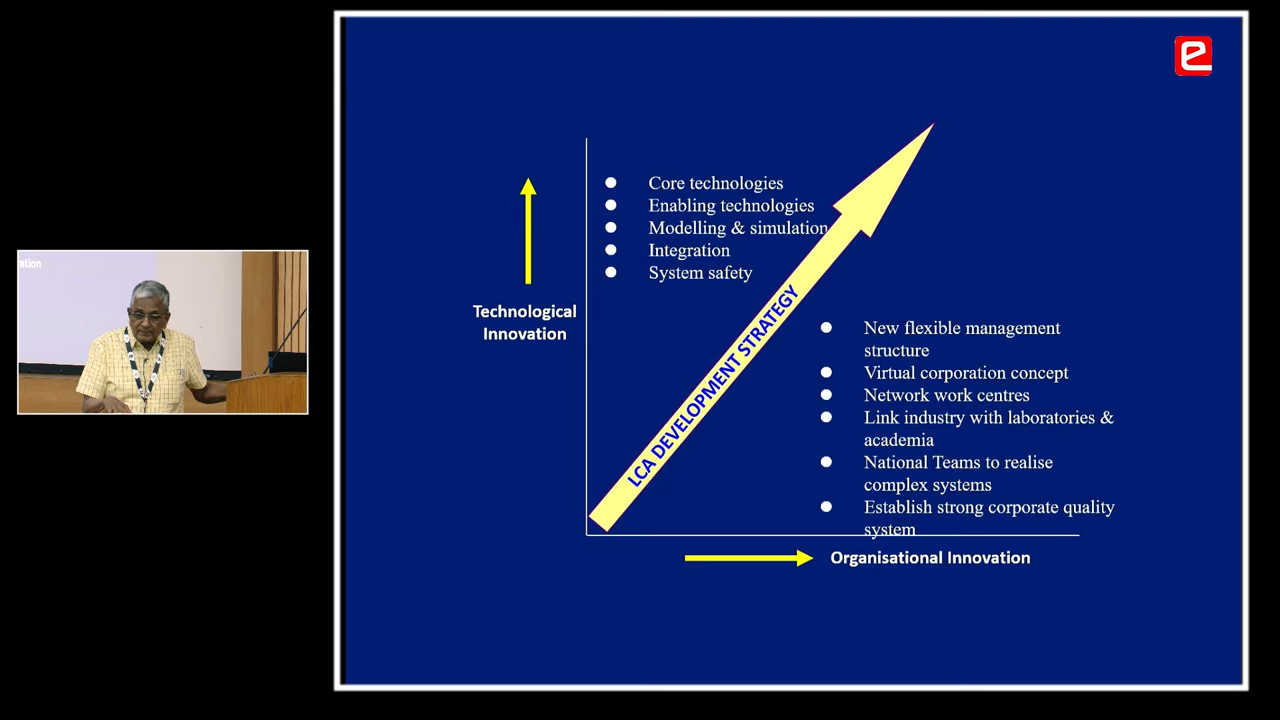 e
ation
Core technologies
Enabling technologies
Modelling & simulation
Integration
System safety
Technological
Innovation
LCA DEVELOPMENT STRATEGY
New flexible management
structure
Virtual corporation concept
Network work centres
Link industry with laboratories &
academia
National Teams to realise
complex systems
Establish strong corporate quality
system
Organisational Innovation